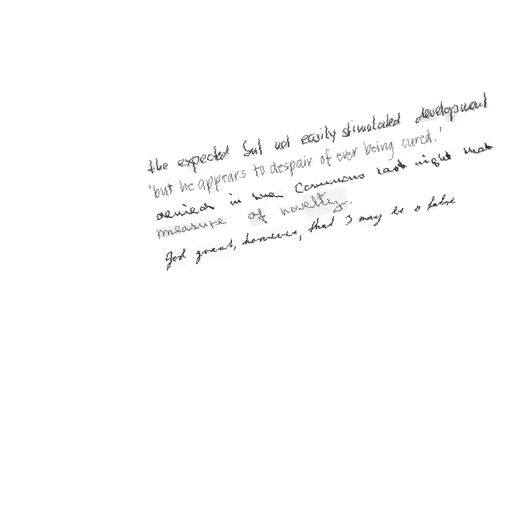 the expected but not easily stimulated development
'but he appears to despair of ever being cured.'
denied in the Commons last night that
measure of novelty.
God grant, however, that I may be a false